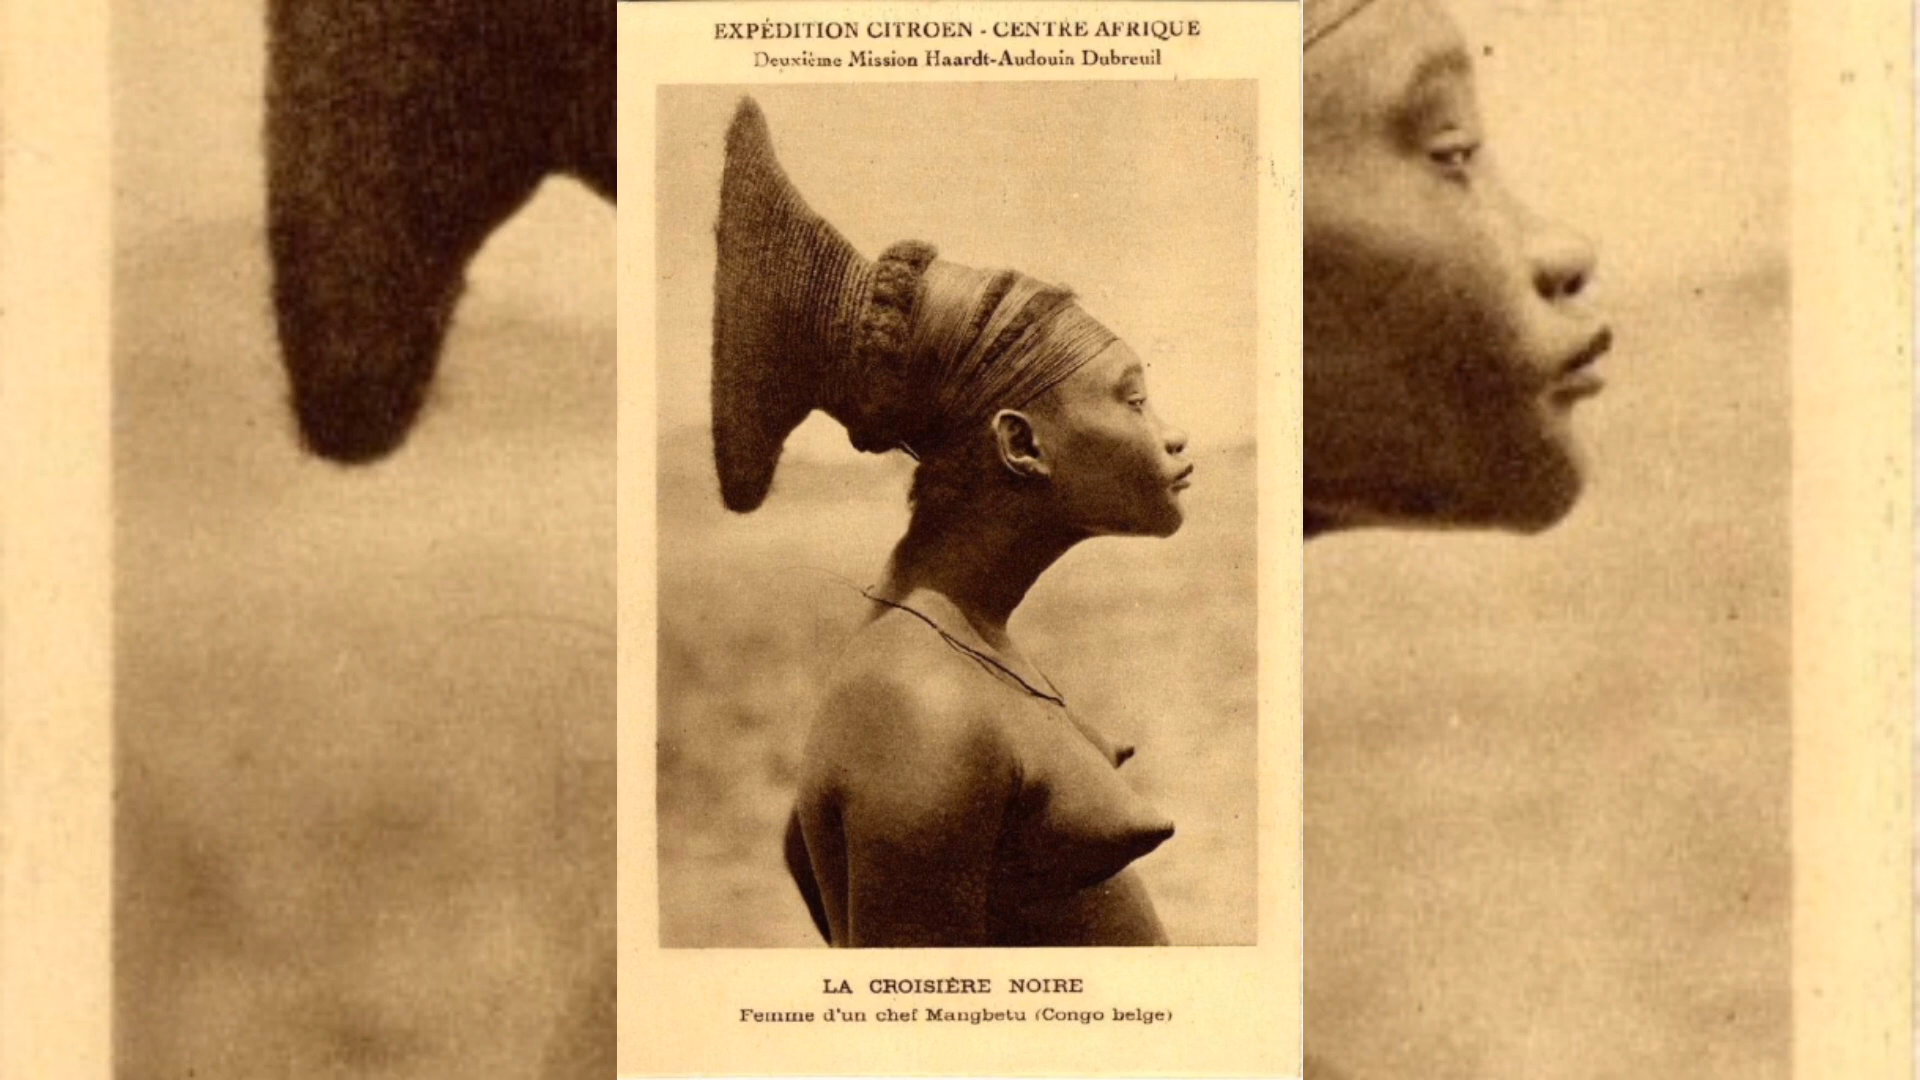 EXPÉDITION CITROEN - CENTRE AFRIQUE
Deuxième Mission Haardt-Audouin Dubreuil
LA CROISIÈRE NOIRE
Femme d'un chef Mangbetu (Congo belge)